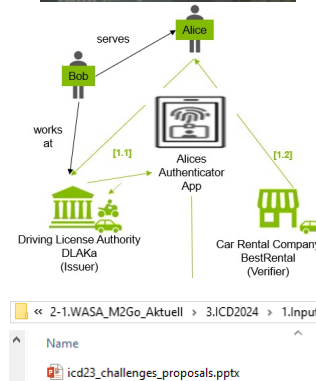 Alice
serves
Bob
works
at
[1.1]
[1.2]
Alices
Authenticator
App
Driving License Authority
DLAKa
(Issuer)
Car Rental Company
BestRental
(Verifier)
« 2-1.WASA_M2Go_Aktuell > 3.ICD2024 > 1.Input
Name
icd23_challenges_proposals.pptx